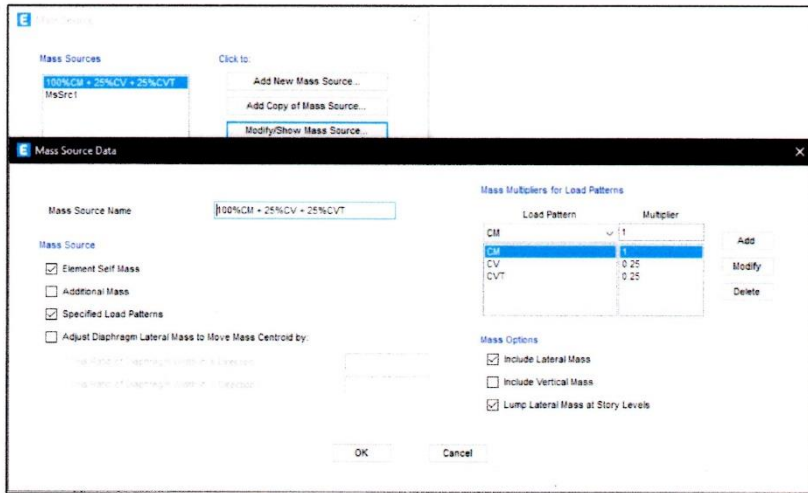 E
Mass Sources
Click to:
100%CM + 25%CV + 25%CVT
MsSrc1
Add New Mass Source...
Add Copy of Mass Source...
Modify/Show Mass Source...
E Mass Source Data
Mass Source Name
100%CM + 25%CV + 25%CVT
Mass Source
Element Self Mass
Additional Mass
Specified Load Patterns
Adjust Diaphragm Lateral Mass to Move Mass Centroid by:
Mass Multipliers for Load Patterns
Load Pattern Multiplier
CM 1
CM 1
CV 0.25
CVT 0.25
Add
Modify
Delete
Mass Options
Include Lateral Mass
Include Vertical Mass
Lump Lateral Mass at Story Levels
OK Cancel